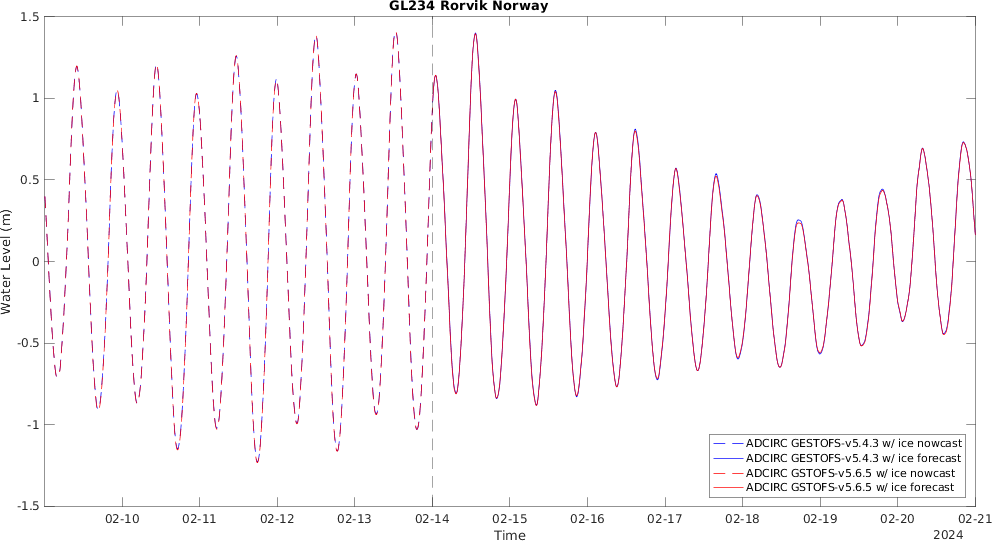 GL234 Rorvik Norway
1.5
1
0.5
0
-0.5
-1
-1.5
Water Level (m)
ADCIRC GESTOFS-v5.4.3 w/ ice nowcast
ADCIRC GESTOFS-v5.4.3 w/ ice forecast
ADCIRC GSTOFS-v5.6.5 w/ ice nowcast
ADCIRC GSTOFS-v5.6.5 w/ ice forecast
02-10 02-11 02-12 02-13 02-14 02-15 02-16 02-17 02-18 02-19 02-20 02-21
Time
2024